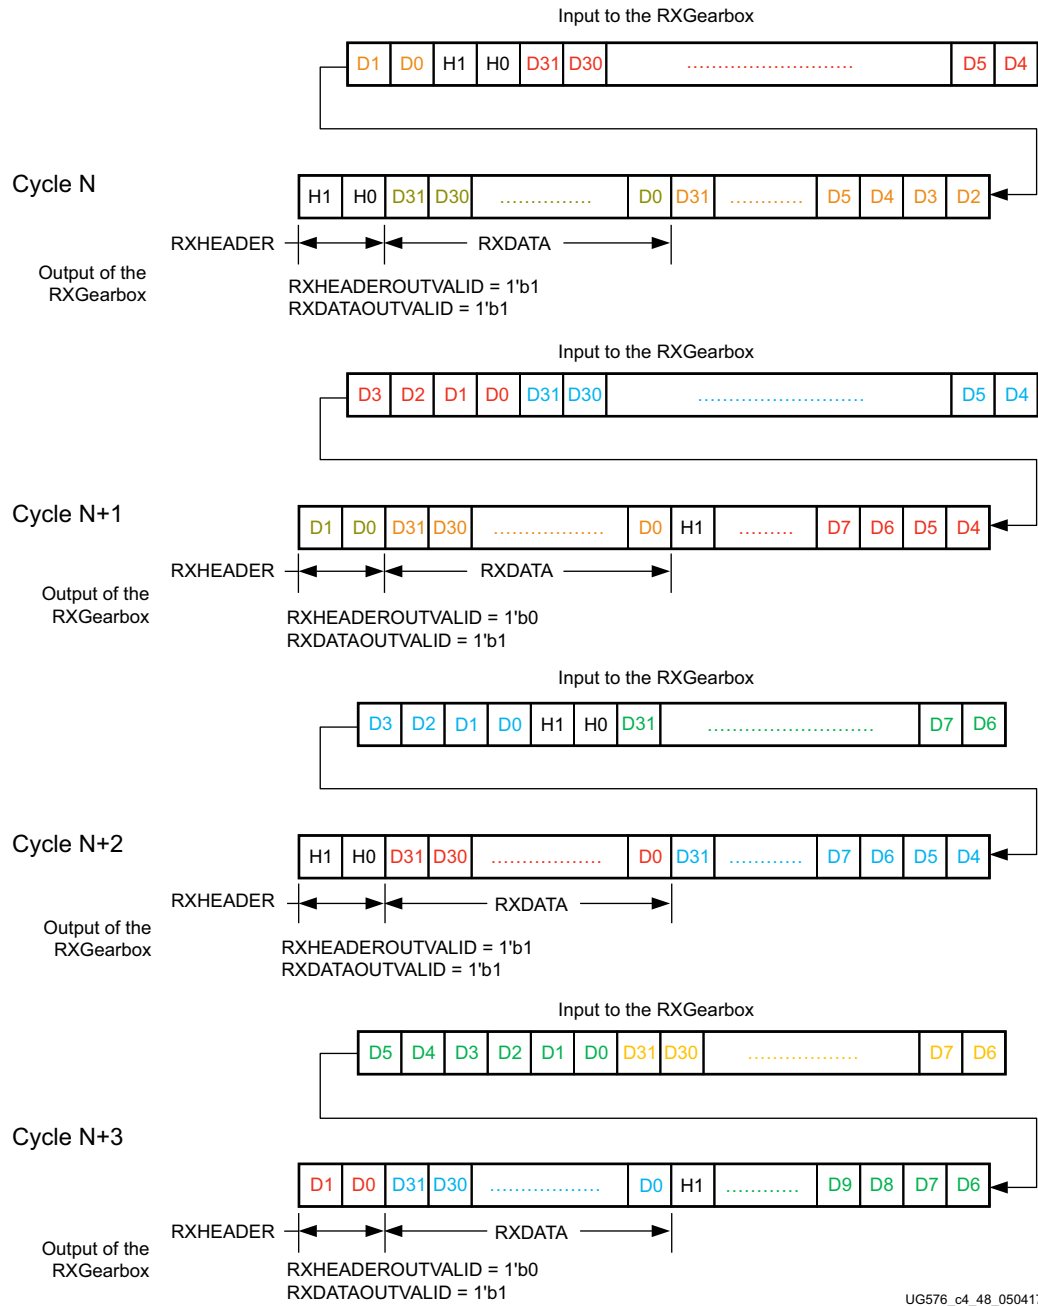 Input to the RXGearbox
D1 D0 H1 H0 D31 D30 ........................... D5 D4
Cycle N
H1 H0 D31 D30 ............... D0 D31 ............ D5 D4 D3 D2
RXHEADER RXDATA
Output of the
RXGearbox
RXHEADEROUTVALID = 1'b1
RXDATAOUTVALID = 1'b1
Input to the RXGearbox
D3 D2 D1 D0 D31 D30 ........................... D5 D4
Cycle N+1
D1 D0 D31 D30 .................. D0 H1 ......... D7 D6 D5 D4
RXHEADER RXDATA
Output of the
RXGearbox
RXHEADEROUTVALID = 1'b0
RXDATAOUTVALID = 1'b1
Input to the RXGearbox
D3 D2 D1 D0 H1 H0 D31 ........................... D7 D6
Cycle N+2
H1 H0 D31 D30 .................. D0 D31 ............ D7 D6 D5 D4
RXHEADER RXDATA
Output of the
RXGearbox
RXHEADEROUTVALID = 1'b1
RXDATAOUTVALID = 1'b1
Input to the RXGearbox
D5 D4 D3 D2 D1 D0 D31 D30 .................. D7 D6
Cycle N+3
D1 D0 D31 D30 .................. D0 H1 ............ D9 D8 D7 D6
RXHEADER RXDATA
Output of the
RXGearbox
RXHEADEROUTVALID = 1'b0
RXDATAOUTVALID = 1'b1
UG576_c4_48_050417